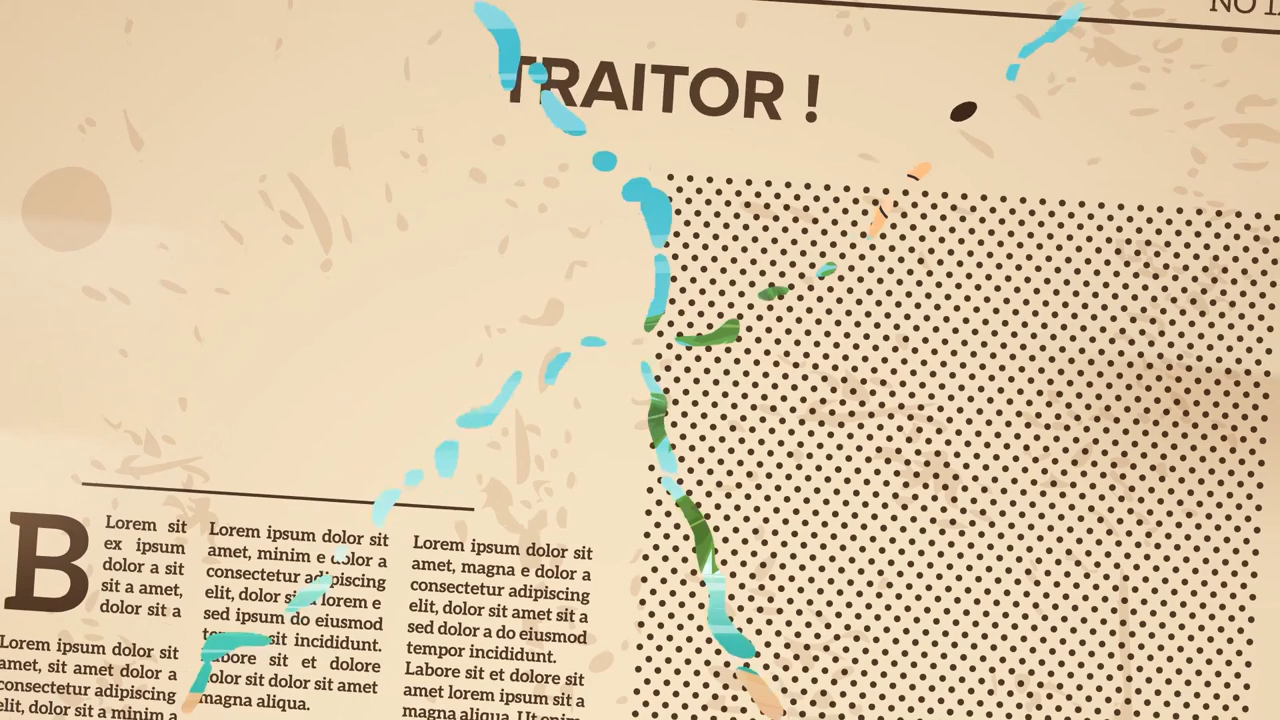 TRAITOR !
B
Lorem sit
ex ipsum
dolor a sit
sit a amet,
dolor sit a
Lorem ipsum dolor sit
amet, sit amet dolor a
consectetur adipiscing
elit, dolor sit a minim a
Lorem ipsum dolor sit
amet, minim e dolor a
consectetur adipiscing
elit, dolor sit lorem e
sed ipsum do eiusmod
sit incididunt.
Labore sit et dolore
dolor sit dolor sit amet
magna aliqua.
Lorem ipsum dolor sit
amet, magna e dolor a
consectetur adipiscing
elit, dolor sit amet sit a
sed dolor a do eiusmod
tempor incididunt.
Labore sit et dolore sit
amet lorem ipsum sit a
magna aliqua. Ut enim